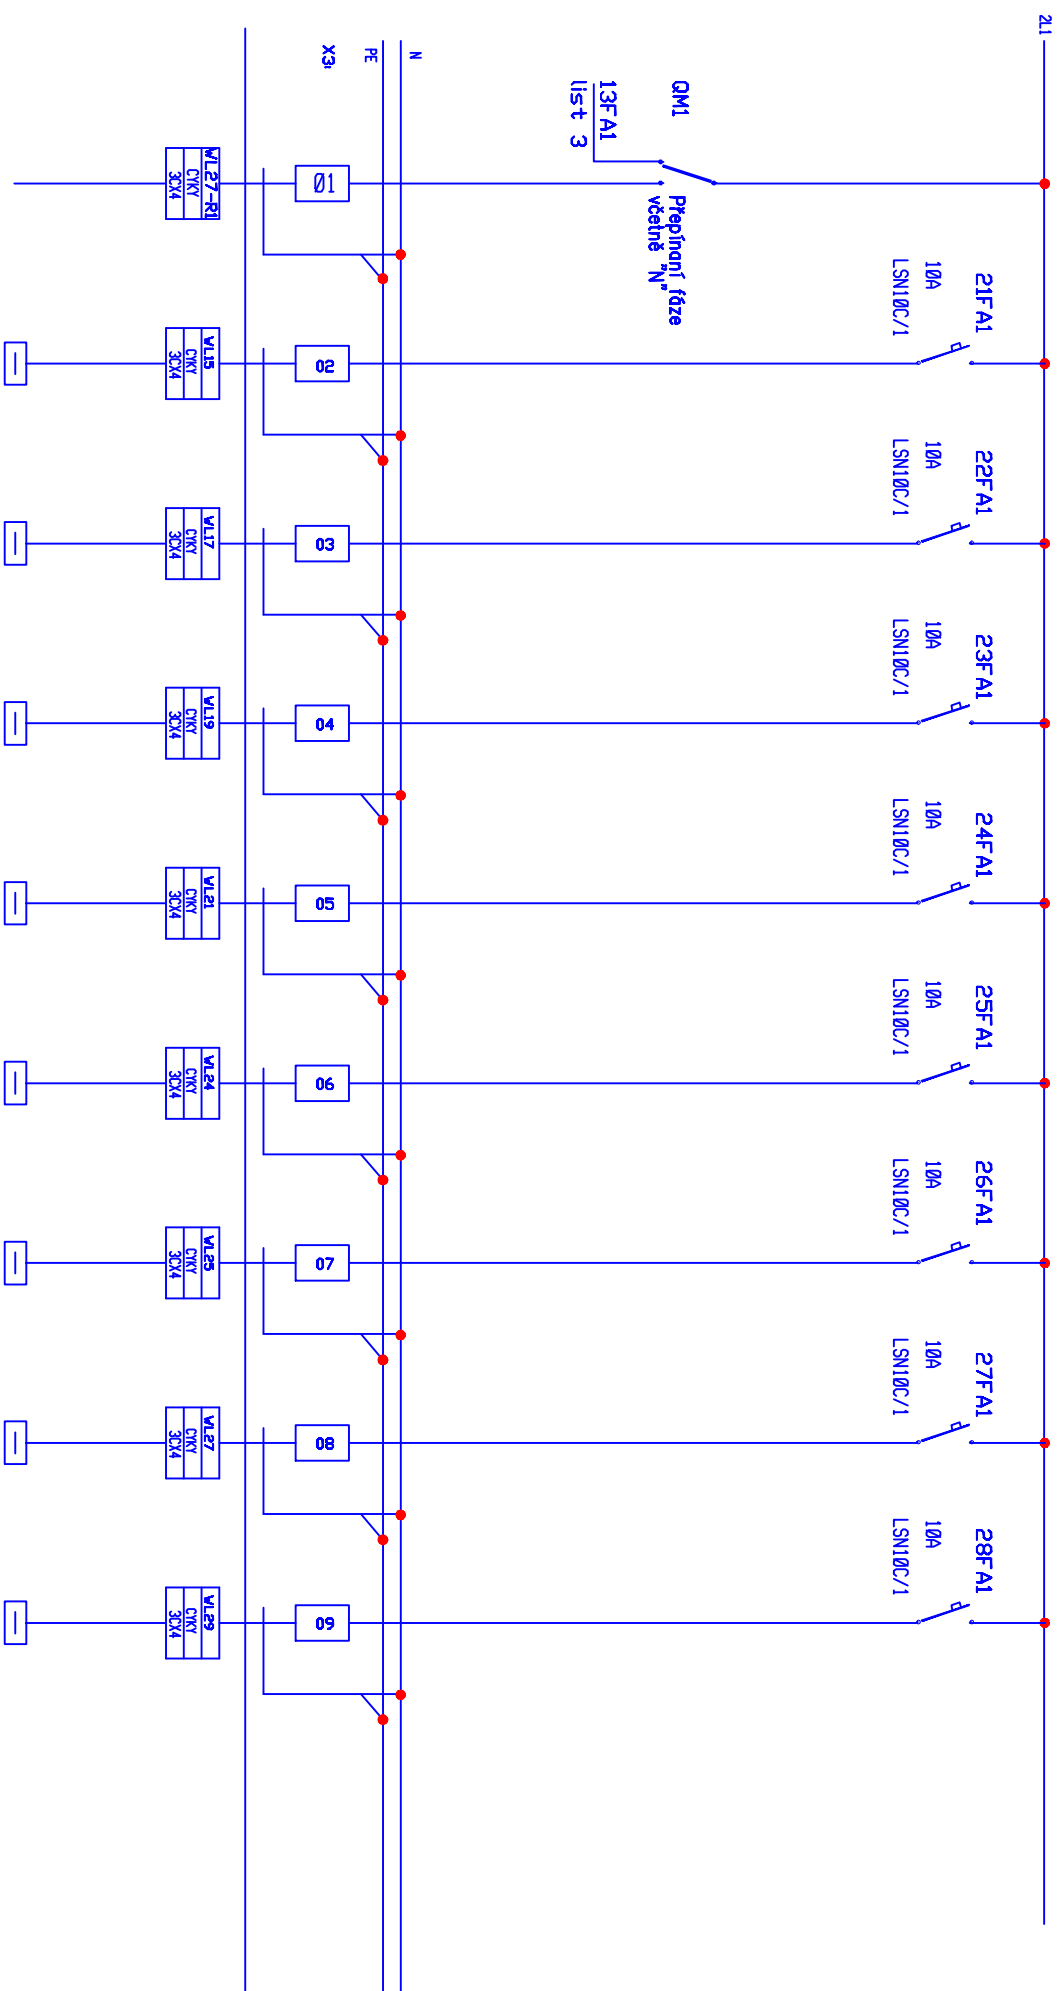 2L1
QM1
13FA1
list 3
Přepínaní fáze
včetně "N"
21FA1
10A
LSN10C/1
22FA1
10A
LSN10C/1
23FA1
10A
LSN10C/1
24FA1
10A
LSN10C/1
25FA1
10A
LSN10C/1
26FA1
10A
LSN10C/1
27FA1
10A
LSN10C/1
28FA1
10A
LSN10C/1
N
PE
X3:
01
02
03
04
05
06
07
08
09
WL27-R1
CYKY
3CX4
WL15
CYKY
3CX4
WL17
CYKY
3CX4
WL19
CYKY
3CX4
WL21
CYKY
3CX4
WL24
CYKY
3CX4
WL25
CYKY
3CX4
WL27
CYKY
3CX4
WL29
CYKY
3CX4